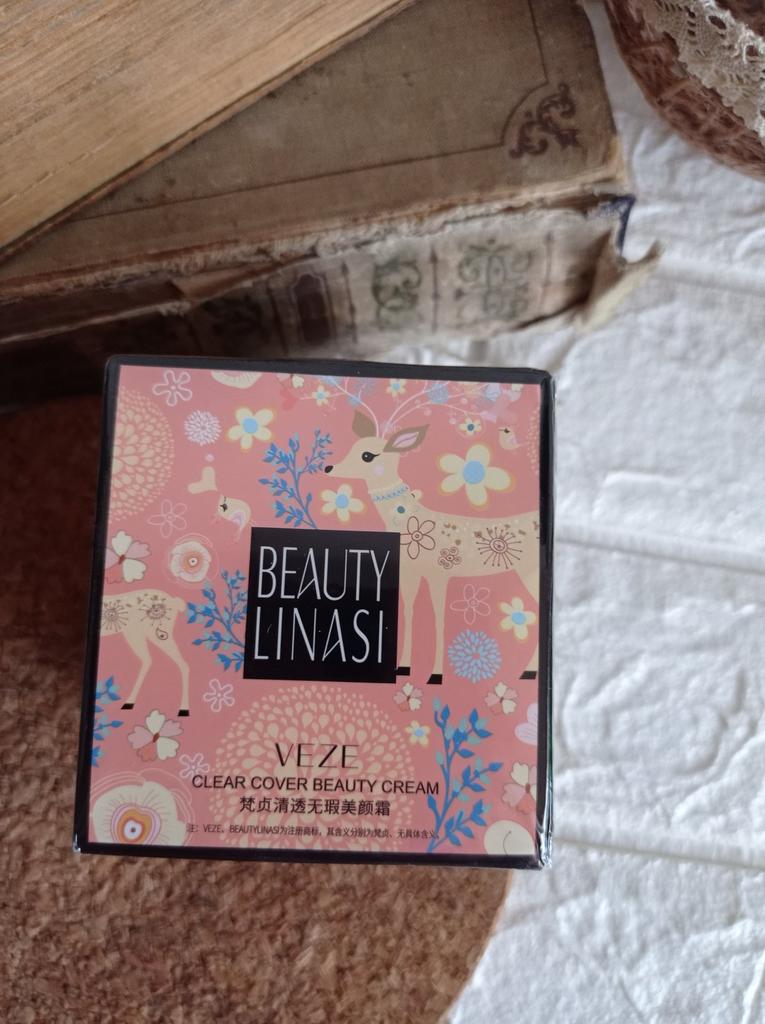 BEAUTY
LINASI
VEZE
CLEAR COVER BEAUTY CREAM
梵贞清透无瑕美颜霜
注：VEZE、BEAUTYLINASI为注册商标，其含义分别为梵贞、无具体含义。